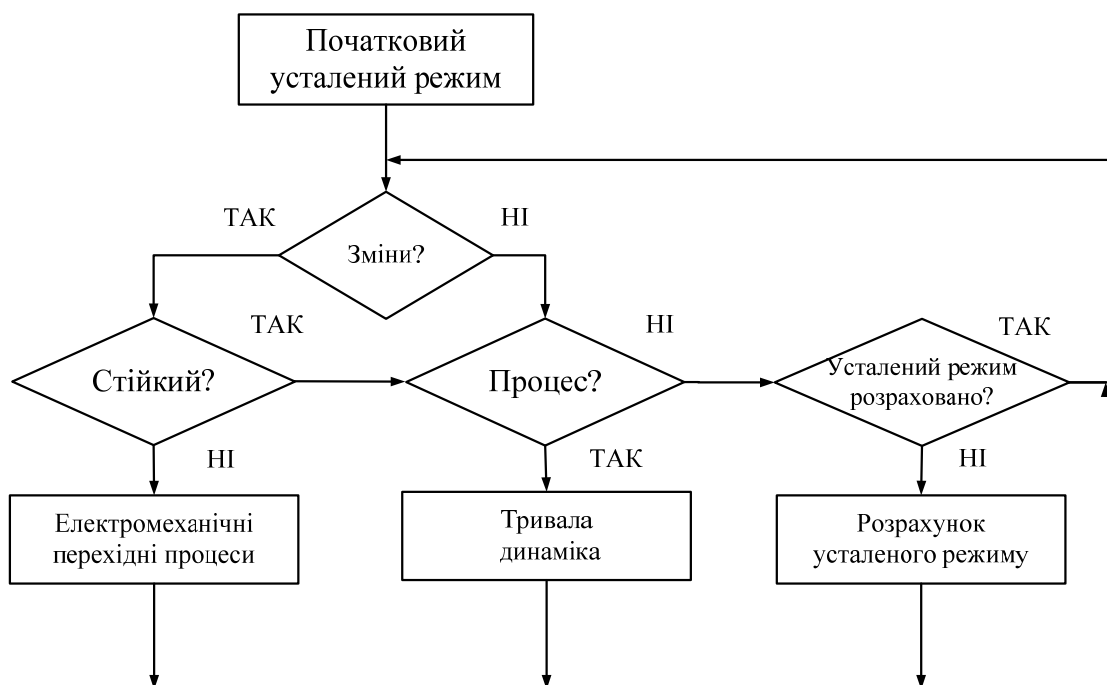 Початковий
усталений режим
ТАК
НІ
Зміни?
ТАК
НІ
ТАК
Стійкий?
Процес?
Усталений режим
розраховано?
НІ
ТАК
НІ
Електромеханічні
перехідні процеси
Тривала
динаміка
Розрахунок
усталеного режиму